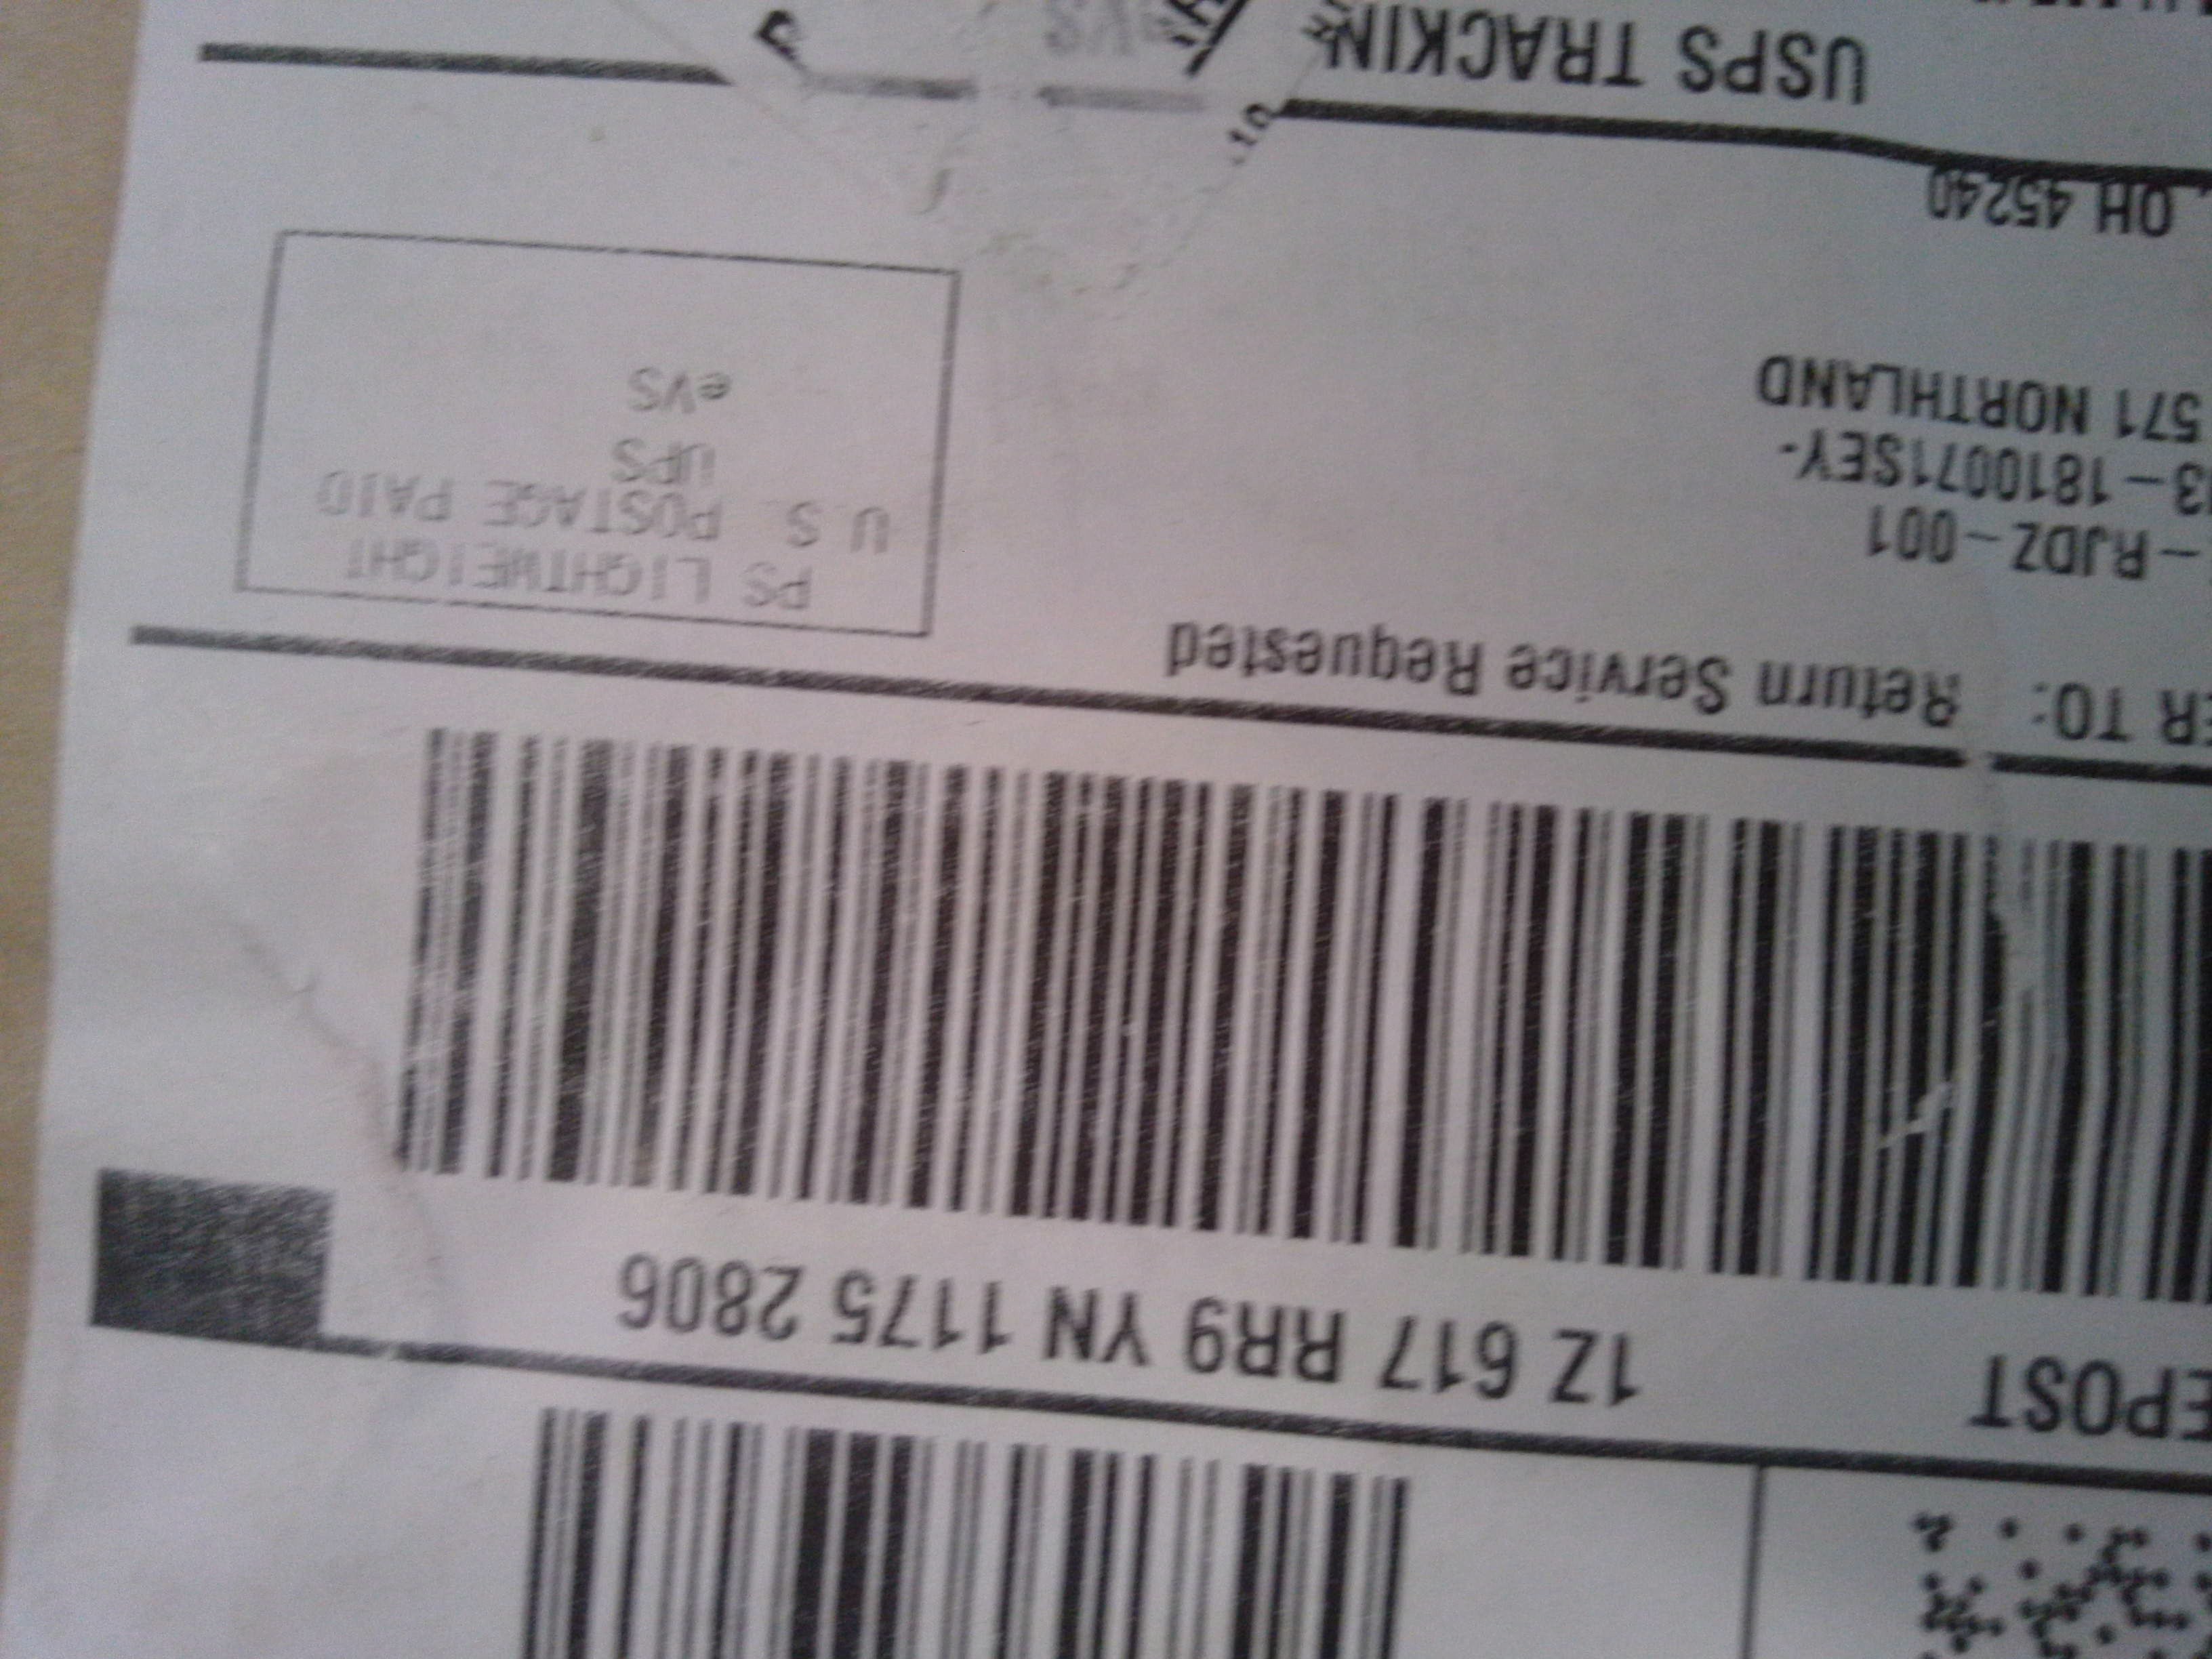 EPOST
1Z 617 RR9 YN 1175 2806
ER TO: Return Service Requested
PS LIGHTWEIGHT
U S POSTAGE PAID
UPS
eVS
- RJDZ-001
3-1810071SEY-
571 NORTHLAND
OH 45240
USPS TRACKIN